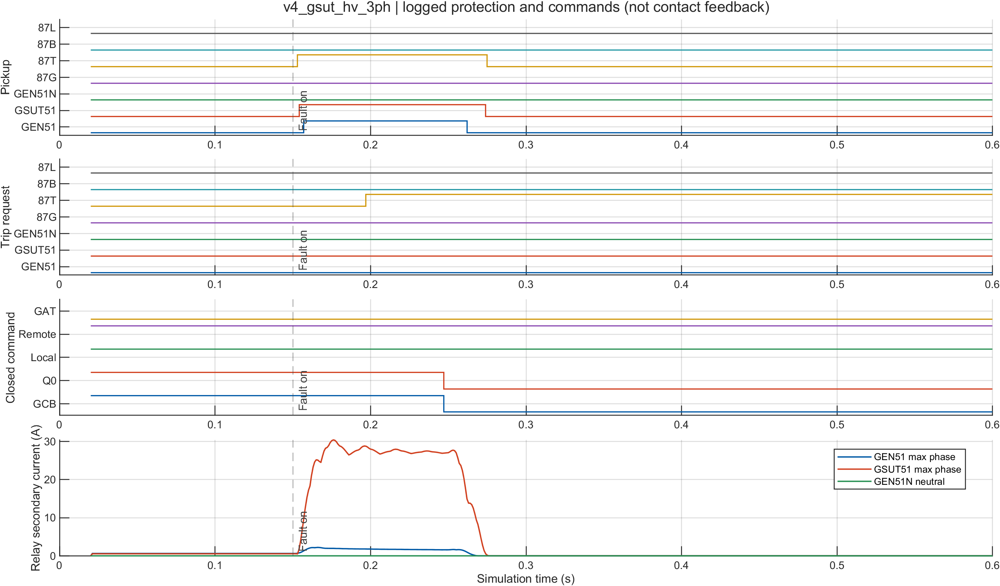 v4_gsut_hv_3ph | logged protection and commands (not contact feedback)
Pickup
87L
87B
87T
87G
GEN51N
GSUT51
GEN51
Fault on
0 0.1 0.2 0.3 0.4 0.5 0.6
Trip request
87L
87B
87T
87G
GEN51N
GSUT51
GEN51
Fault on
0 0.1 0.2 0.3 0.4 0.5 0.6
Closed command
GAT
Remote
Local
Q0
GCB
Fault on
0 0.1 0.2 0.3 0.4 0.5 0.6
Relay secondary current (A)
30
20
10
0
Fault on
GEN51 max phase
GSUT51 max phase
GEN51N neutral
0 0.1 0.2 0.3 0.4 0.5 0.6
Simulation time (s)